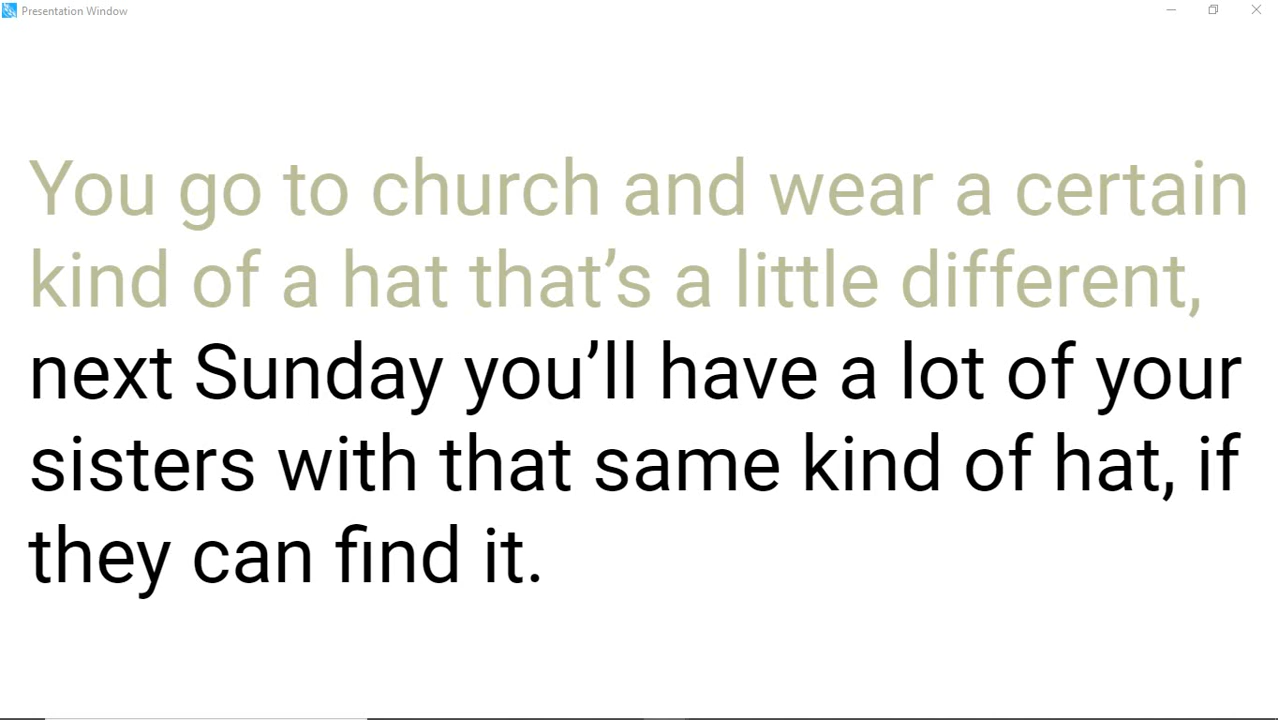 Presentation Window
You go to church and wear a certain
kind of a hat that’s a little different,
next Sunday you’ll have a lot of your
sisters with that same kind of hat, if
they can find it.